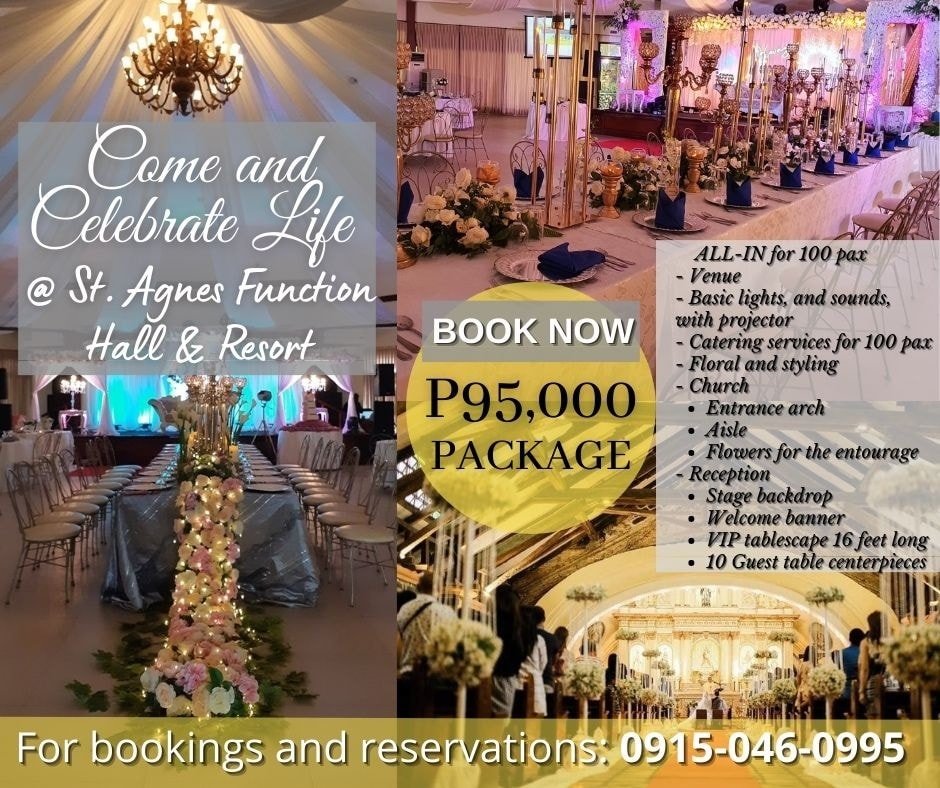 Come and
Celebrate Life
@ St. Agnes Function
Hall & Resort
BOOK NOW
P95,000
PACKAGE
ALL-IN for 100 pax
- Venue
- Basic lights, and sounds,
with projector
- Catering services for 100 pax
- Floral and styling
- Church
• Entrance arch
• Aisle
• Flowers for the entourage
- Reception
• Stage backdrop
• Welcome banner
• VIP tablescape 16 feet long
• 10 Guest table centerpieces
For bookings and reservations: 0915-046-0995